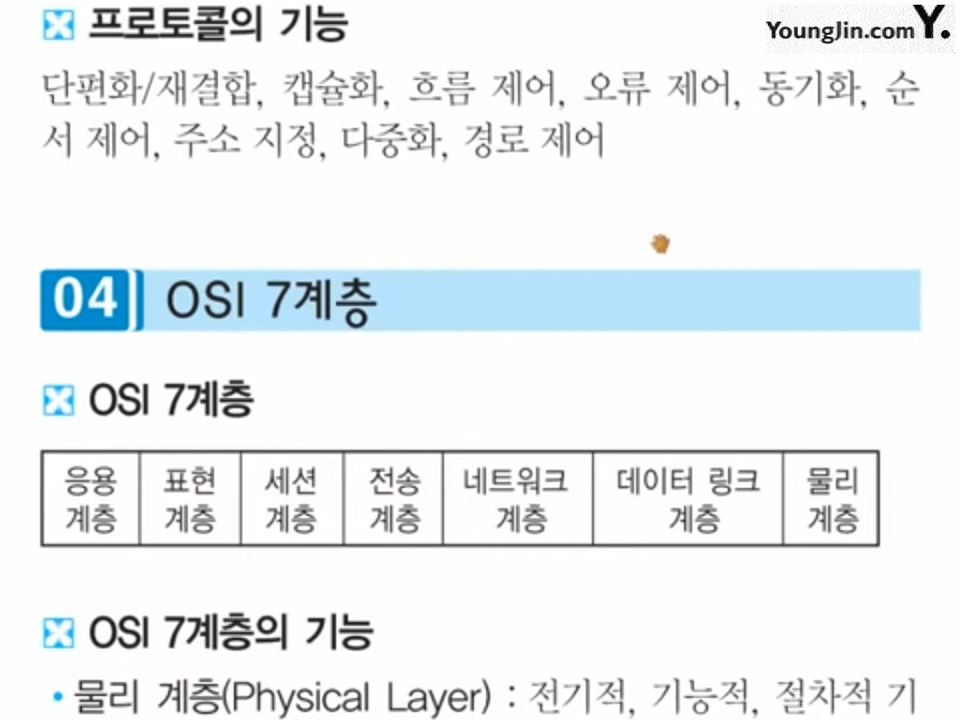 프로토콜의 기능
YoungJin.com Y.
단편화/재결합, 캡슐화, 흐름 제어, 오류 제어, 동기화, 순
서 제어, 주소 지정, 다중화, 경로 제어
04 OSI 7계층
OSI 7계층
응용 표현 세션 전송 네트워크 데이터 링크 물리
계층 계층 계층 계층 계층 계층 계층
OSI 7계층의 기능
• 물리 계층(Physical Layer) : 전기적, 기능적, 절차적 기